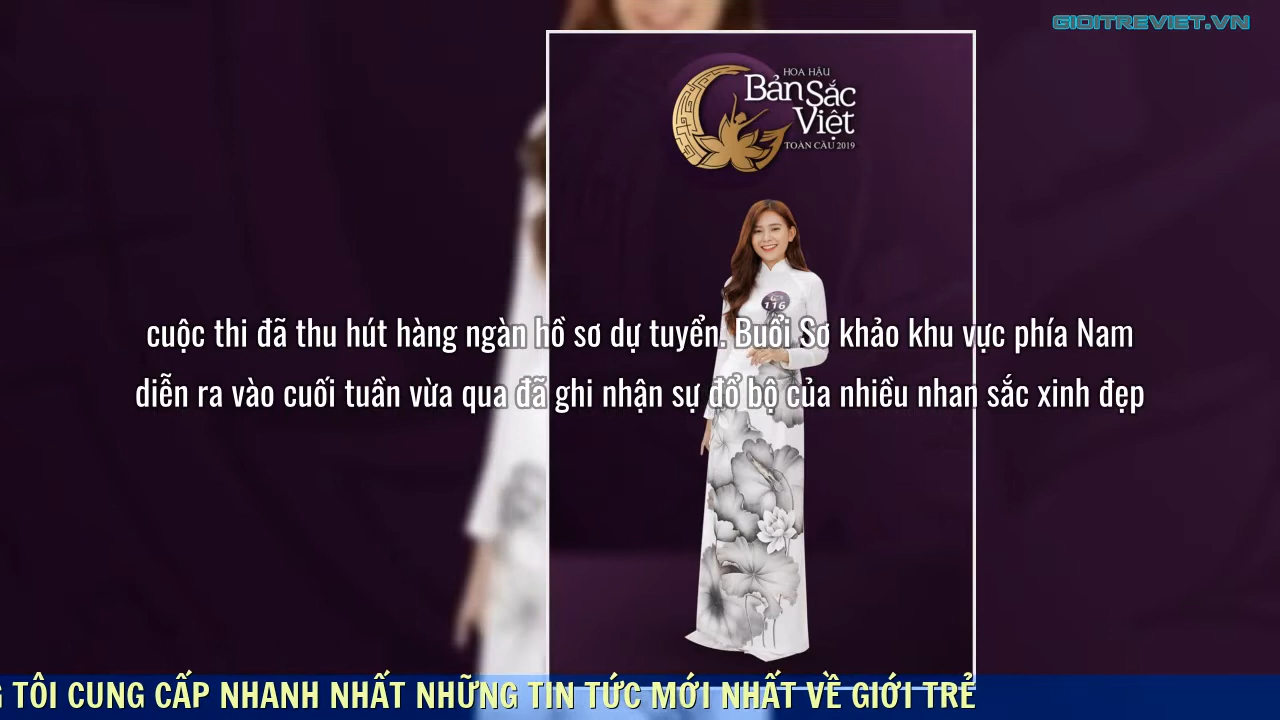 GIOITREVIET.VN
HOA HẬU
Bản Sắc
Việt
TOÀN CẦU 2019
116
cuộc thi đã thu hút hàng ngàn hồ sơ dự tuyển. Buổi Sơ khảo khu vực phía Nam
diễn ra vào cuối tuần vừa qua đã ghi nhận sự đổ bộ của nhiều nhan sắc xinh đẹp
TÔI CUNG CẤP NHANH NHẤT NHỮNG TIN TỨC MỚI NHẤT VỀ GIỚI TRẺ